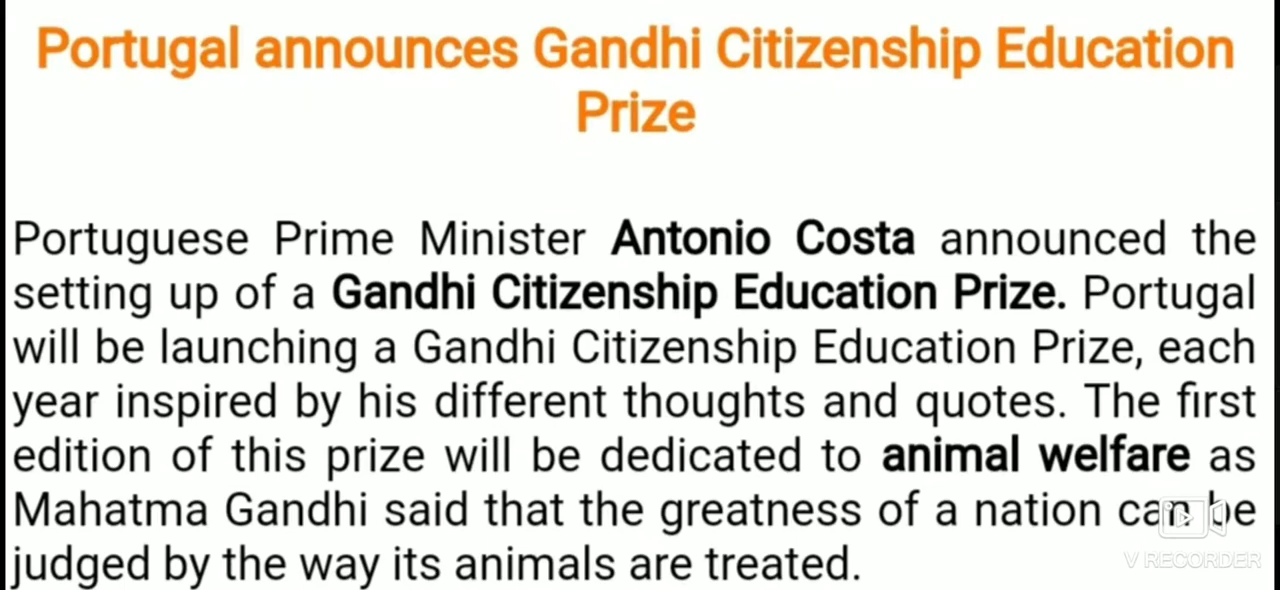 Portugal announces Gandhi Citizenship Education
Prize
Portuguese Prime Minister Antonio Costa announced the
setting up of a Gandhi Citizenship Education Prize. Portugal
will be launching a Gandhi Citizenship Education Prize, each
year inspired by his different thoughts and quotes. The first
edition of this prize will be dedicated to animal welfare as
Mahatma Gandhi said that the greatness of a nation can be
judged by the way its animals are treated.
V RECORDER